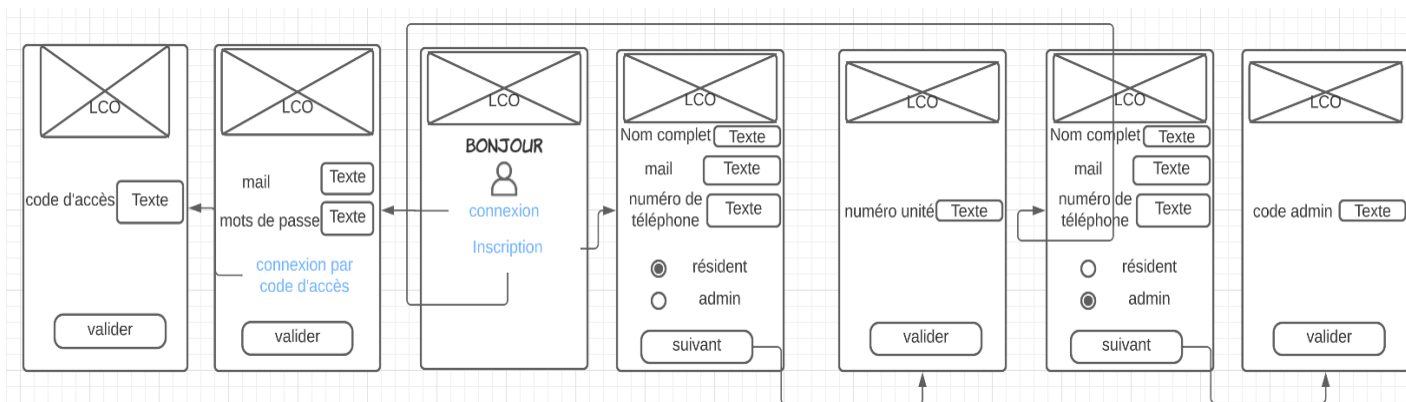 LCO
code d'accès
Texte
valider
LCO
mail
Texte
mots de passe
Texte
connexion par
code d'accès
valider
LCO
BONJOUR
connexion
Inscription
LCO
Nom complet
Texte
mail
Texte
numéro de
téléphone
Texte
résident
admin
suivant
LCO
numéro unité
Texte
valider
LCO
Nom complet
Texte
mail
Texte
numéro de
téléphone
Texte
résident
admin
suivant
LCO
code admin
Texte
valider